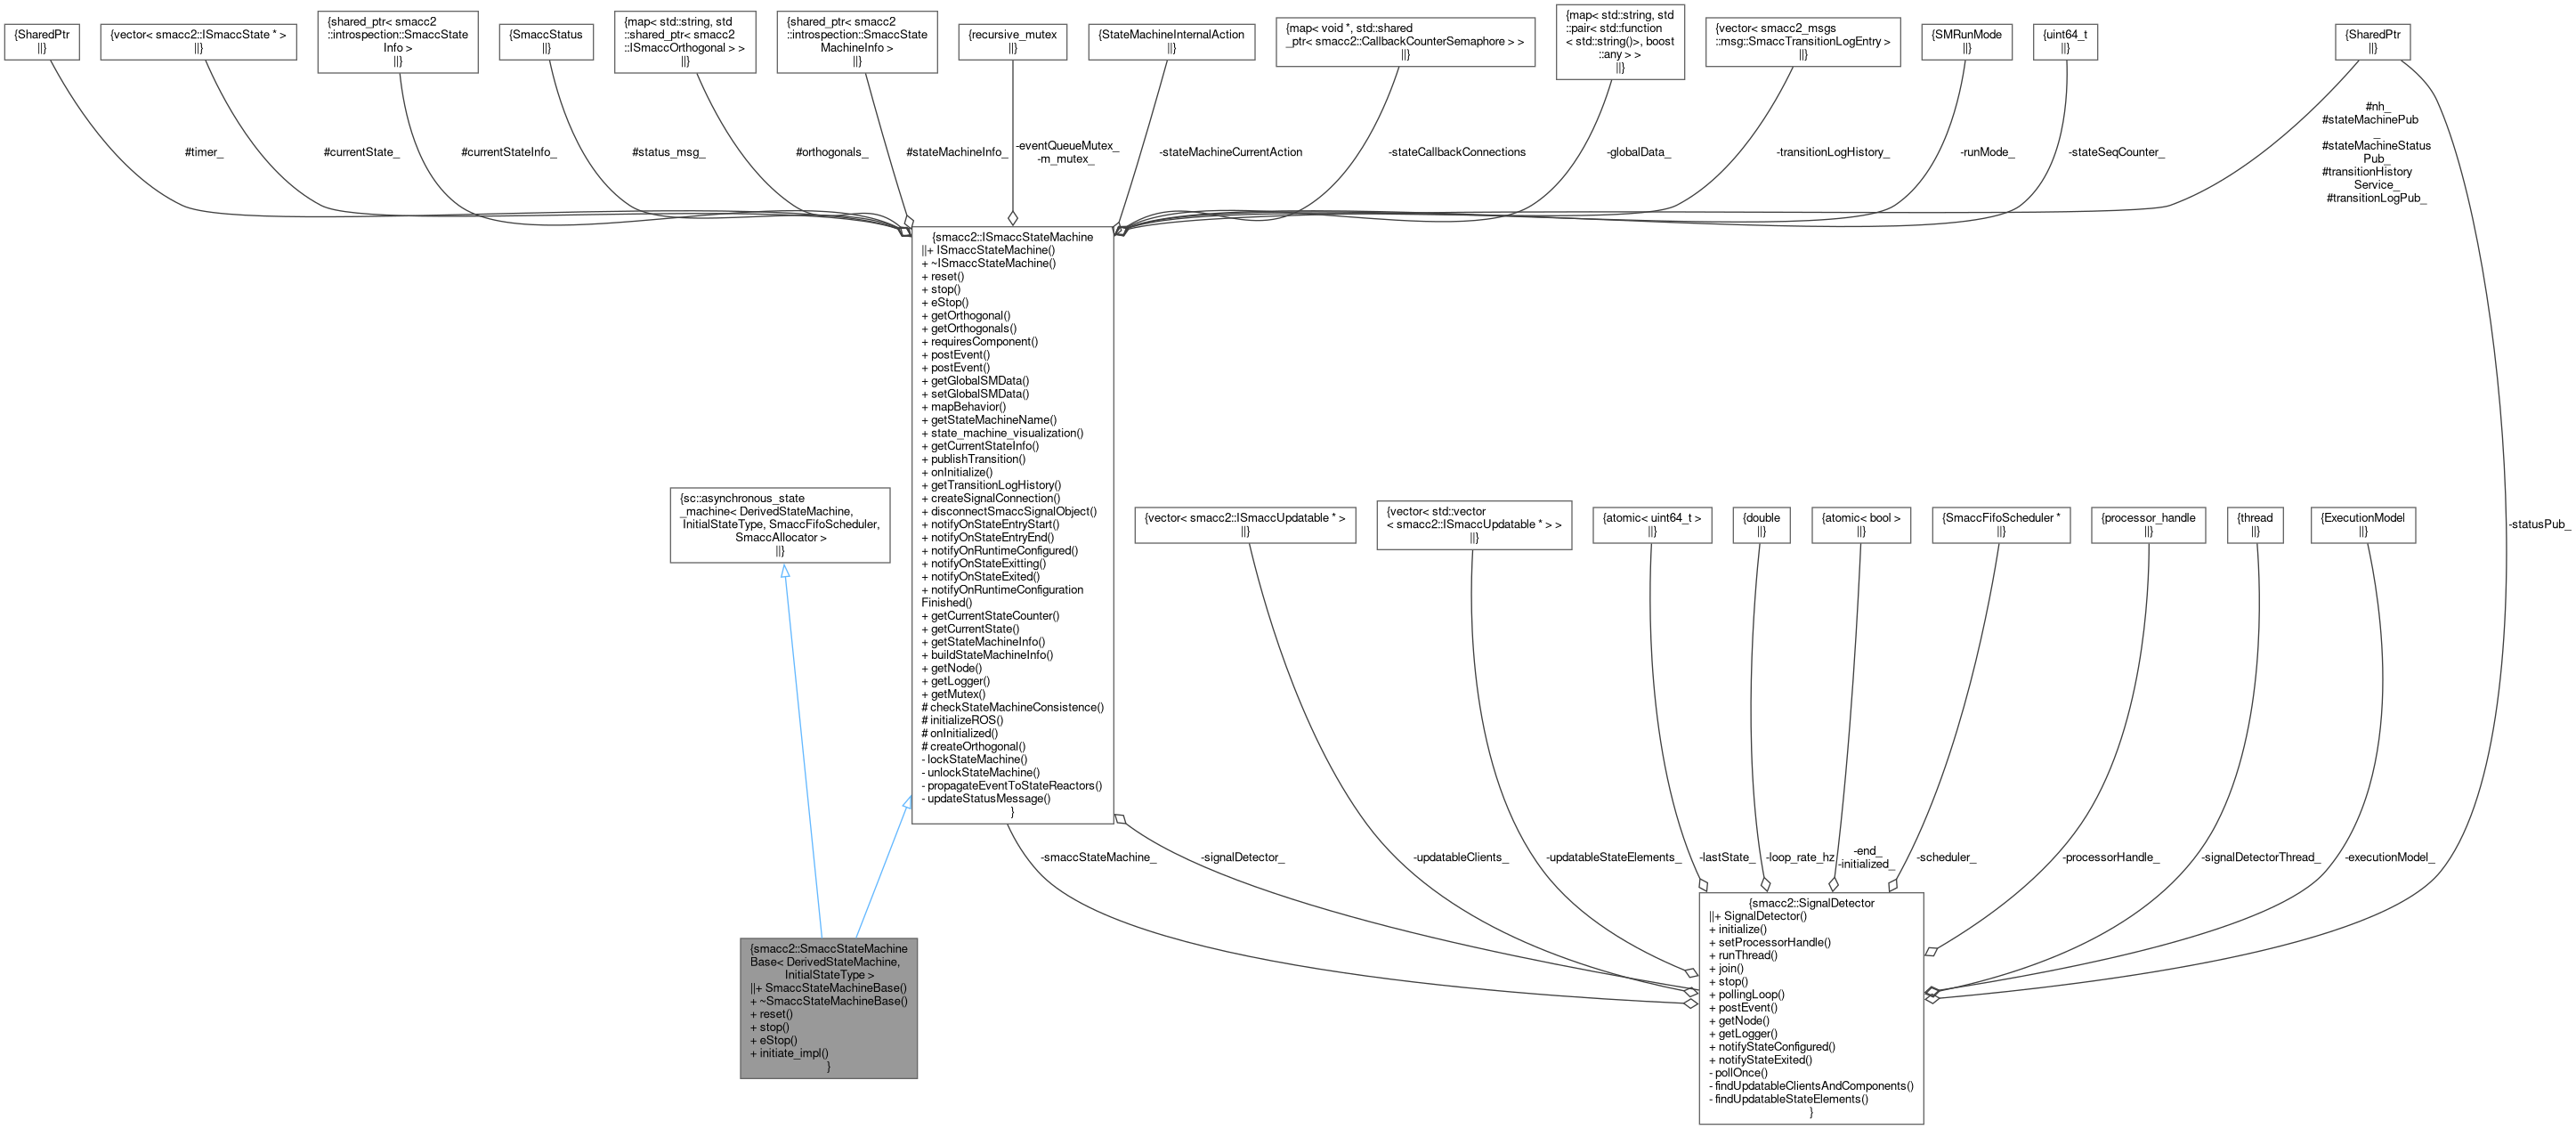 {SharedPtr
||}
{vector< smacc2::ISmaccState * >
||}
{shared_ptr< smacc2
::introspection::SmaccState
Info >
||}
{SmaccStatus
||}
{map< std::string, std
::shared_ptr< smacc2
::ISmaccOrthogonal > >
||}
{shared_ptr< smacc2
::introspection::SmaccState
MachineInfo >
||}
{recursive_mutex
||}
{StateMachineInternalAction
||}
{map< void *, std::shared
_ptr< smacc2::CallbackCounterSemaphore > >
||}
{map< std::string, std
::pair< std::function
< std::string()>, boost
::any > >
||}
{vector< smacc2_msgs
::msg::SmaccTransitionLogEntry >
||}
{SMRunMode
||}
{uint64_t
||}
{SharedPtr
||}
#timer_
#currentState_
#currentStateInfo_
#status_msg_
#orthogonals_
#stateMachineInfo_
-eventQueueMutex_
-m_mutex_
-stateMachineCurrentAction
-stateCallbackConnections
-globalData_
-transitionLogHistory_
-runMode_
-stateSeqCounter_
#nh_
#stateMachinePub
_
#stateMachineStatus
Pub_
#transitionHistory
Service_
#transitionLogPub_
{smacc2::ISmaccStateMachine
||+ ISmaccStateMachine()
+ ~ISmaccStateMachine()
+ reset()
+ stop()
+ eStop()
+ getOrthogonal()
+ getOrthogonals()
+ requiresComponent()
+ postEvent()
+ postEvent()
+ getGlobalSMData()
+ setGlobalSMData()
+ mapBehavior()
+ getStateMachineName()
+ state_machine_visualization()
+ getCurrentStateInfo()
+ publishTransition()
+ onInitialize()
+ getTransitionLogHistory()
+ createSignalConnection()
+ disconnectSmaccSignalObject()
+ notifyOnStateEntryStart()
+ notifyOnStateEntryEnd()
+ notifyOnRuntimeConfigured()
+ notifyOnStateExitting()
+ notifyOnStateExited()
+ notifyOnRuntimeConfiguration
Finished()
+ getCurrentStateCounter()
+ getCurrentState()
+ getStateMachineInfo()
+ buildStateMachineInfo()
+ getNode()
+ getLogger()
+ getMutex()
# checkStateMachineConsistence()
# initializeROS()
# onInitialized()
# createOrthogonal()
- lockStateMachine()
- unlockStateMachine()
- propagateEventToStateReactors()
- updateStatusMessage()
}
{sc::asynchronous_state
_machine< DerivedStateMachine,
InitialStateType, SmaccFifoScheduler,
SmaccAllocator >
||}
{vector< smacc2::ISmaccUpdatable * >
||}
{vector< std::vector
< smacc2::ISmaccUpdatable * > >
||}
{atomic< uint64_t >
||}
{double
||}
{atomic< bool >
||}
{SmaccFifoScheduler *
||}
{processor_handle
||}
{thread
||}
{ExecutionModel
||}
-statusPub_
-smaccStateMachine_
-signalDetector_
-updatableClients_
-updatableStateElements_
-lastState_
-loop_rate_hz
-end_
-initialized_
-scheduler_
-processorHandle_
-signalDetectorThread_
-executionModel_
{smacc2::SmaccStateMachine
Base< DerivedStateMachine,
InitialStateType >
||+ SmaccStateMachineBase()
+ ~SmaccStateMachineBase()
+ reset()
+ stop()
+ eStop()
+ initiate_impl()
}
{smacc2::SignalDetector
||+ SignalDetector()
+ initialize()
+ setProcessorHandle()
+ runThread()
+ join()
+ stop()
+ pollingLoop()
+ postEvent()
+ getNode()
+ getLogger()
+ notifyStateConfigured()
+ notifyStateExited()
- pollOnce()
- findUpdatableClientsAndComponents()
- findUpdatableStateElements()
}